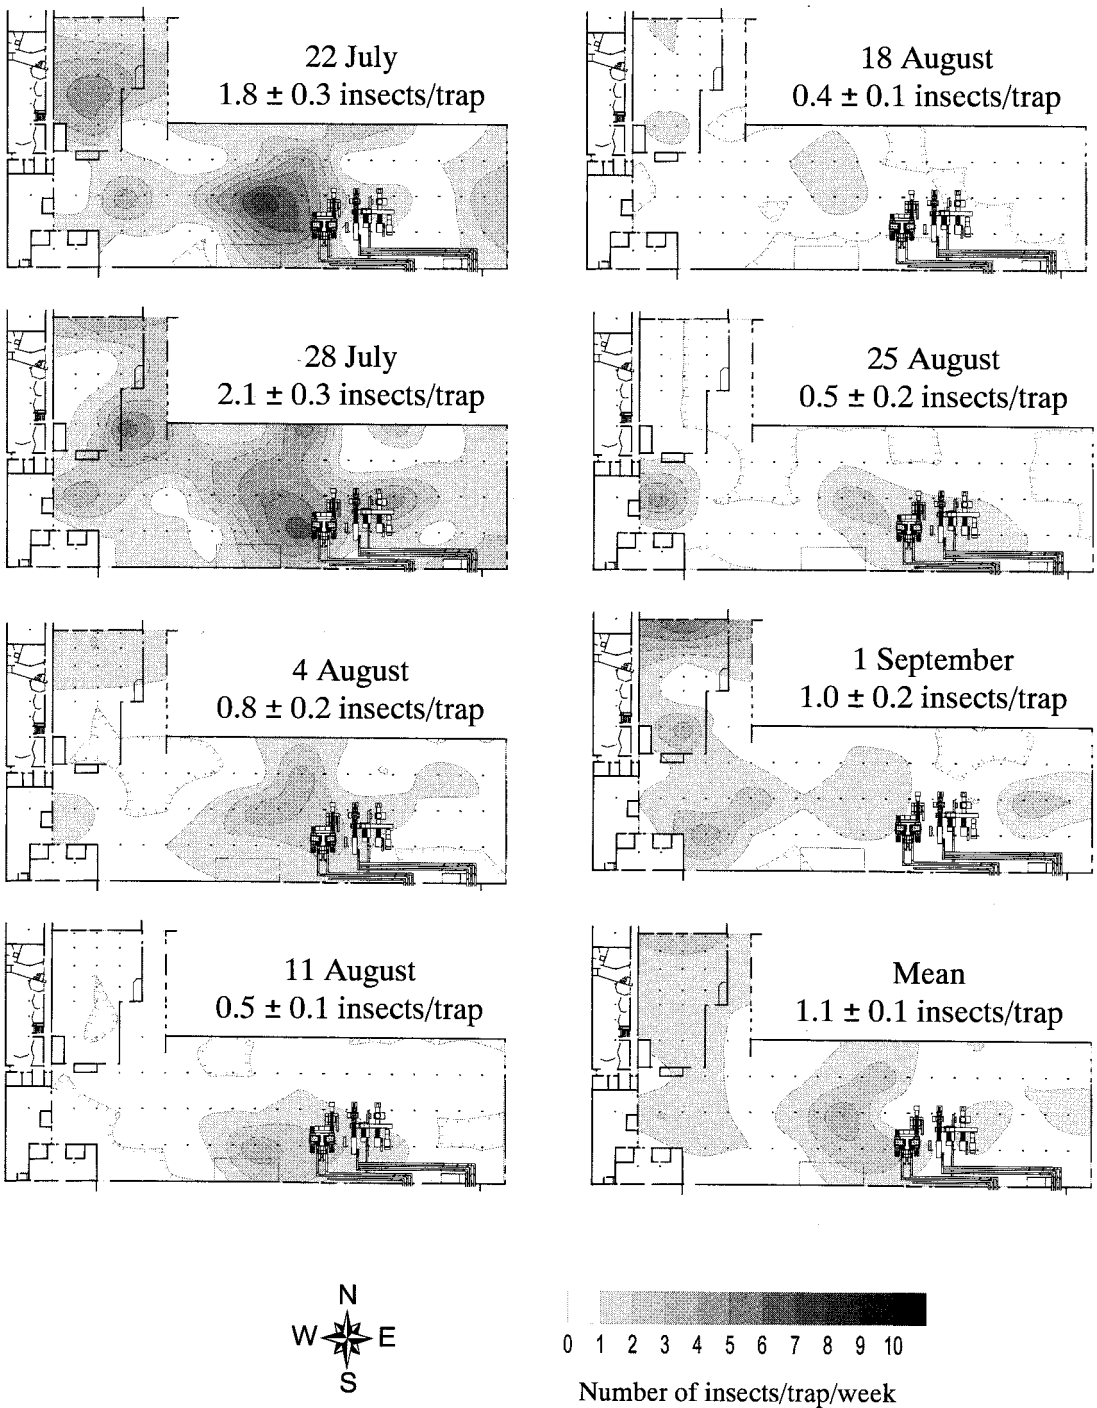 22 July
1.8 ± 0.3 insects/trap
18 August
0.4 ± 0.1 insects/trap
28 July
2.1 ± 0.3 insects/trap
25 August
0.5 ± 0.2 insects/trap
4 August
0.8 ± 0.2 insects/trap
1 September
1.0 ± 0.2 insects/trap
11 August
0.5 ± 0.1 insects/trap
Mean
1.1 ± 0.1 insects/trap
N
W E
S
0 1 2 3 4 5 6 7 8 9 10
Number of insects/trap/week